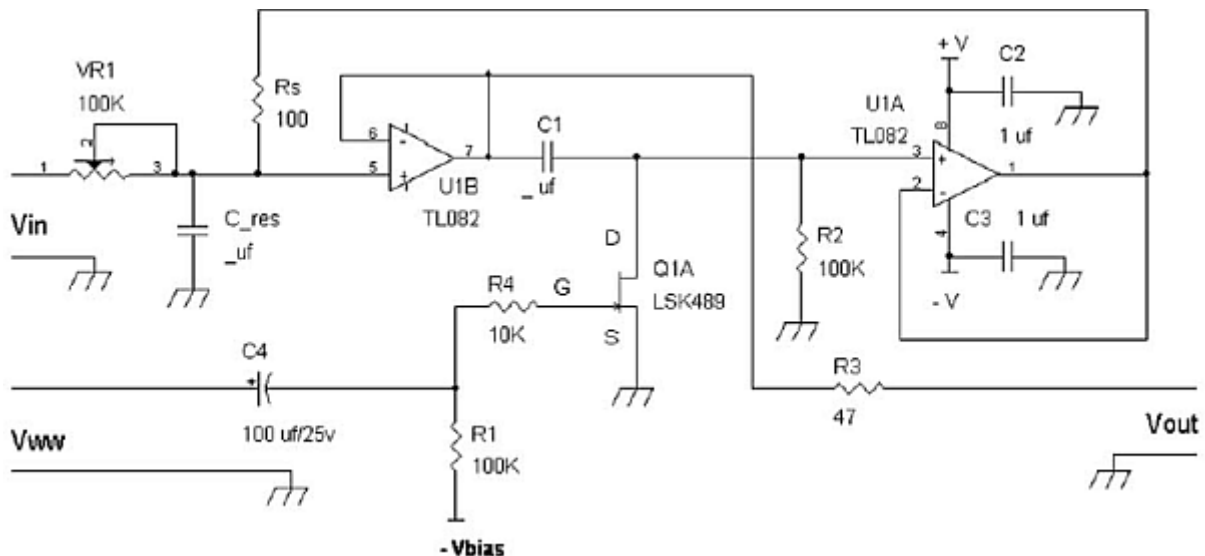 + V
C2
VR1
100K
Rs
100
U1A
TL082
1 uf
8
2
6
-
C1
3
+
1
1
3
5
+
7
2
-
U1B
TL082
_ uf
C3
1 uf
4
Vin
C_res
_uf
D
R2
100K
Q1A
LSK489
R4
G
10K
S
- V
C4
+
R3
47
100 uf/25v
R1
100K
Vww
Vout
- Vbias